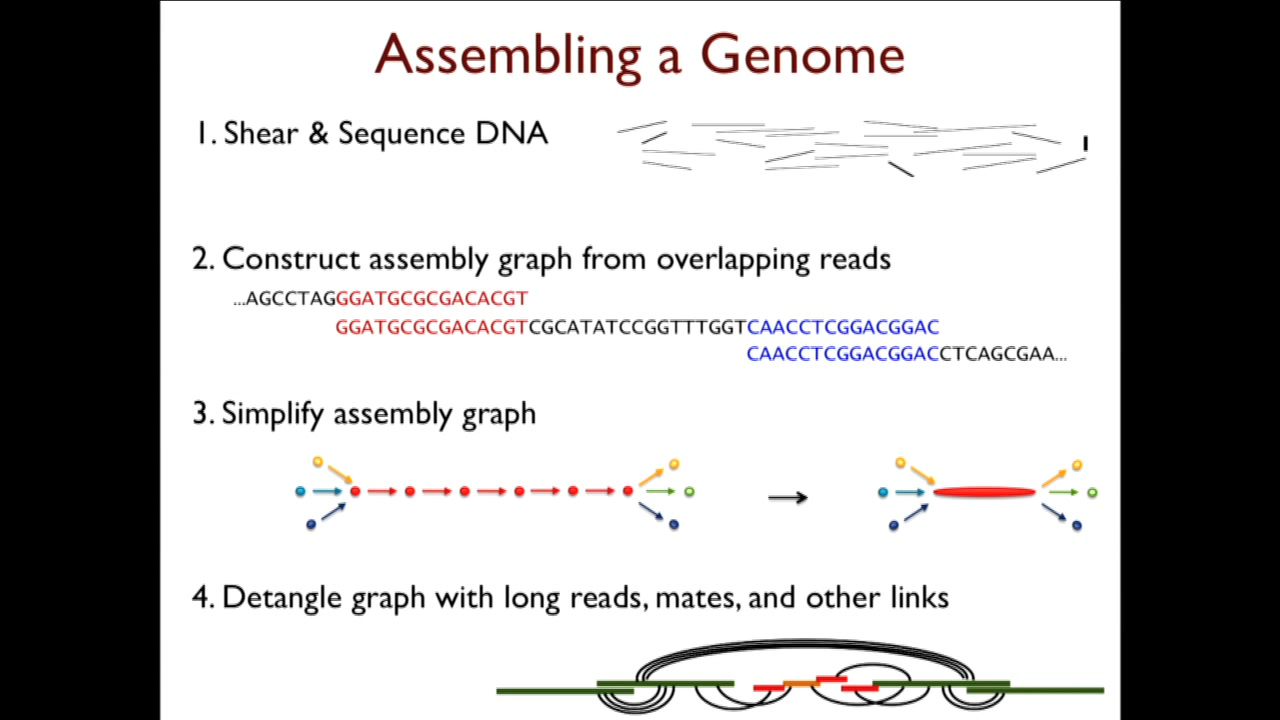 Assembling a Genome
1. Shear & Sequence DNA
2. Construct assembly graph from overlapping reads
...AGCCTAGGGATGCGCGACACGT
GGATGCGCGACACGTCGCATATCCGGTTTGGTCAACCTCGGACGGAC
CAACCTCGGACGGACCTCAGCGAA...
3. Simplify assembly graph
4. Detangle graph with long reads, mates, and other links